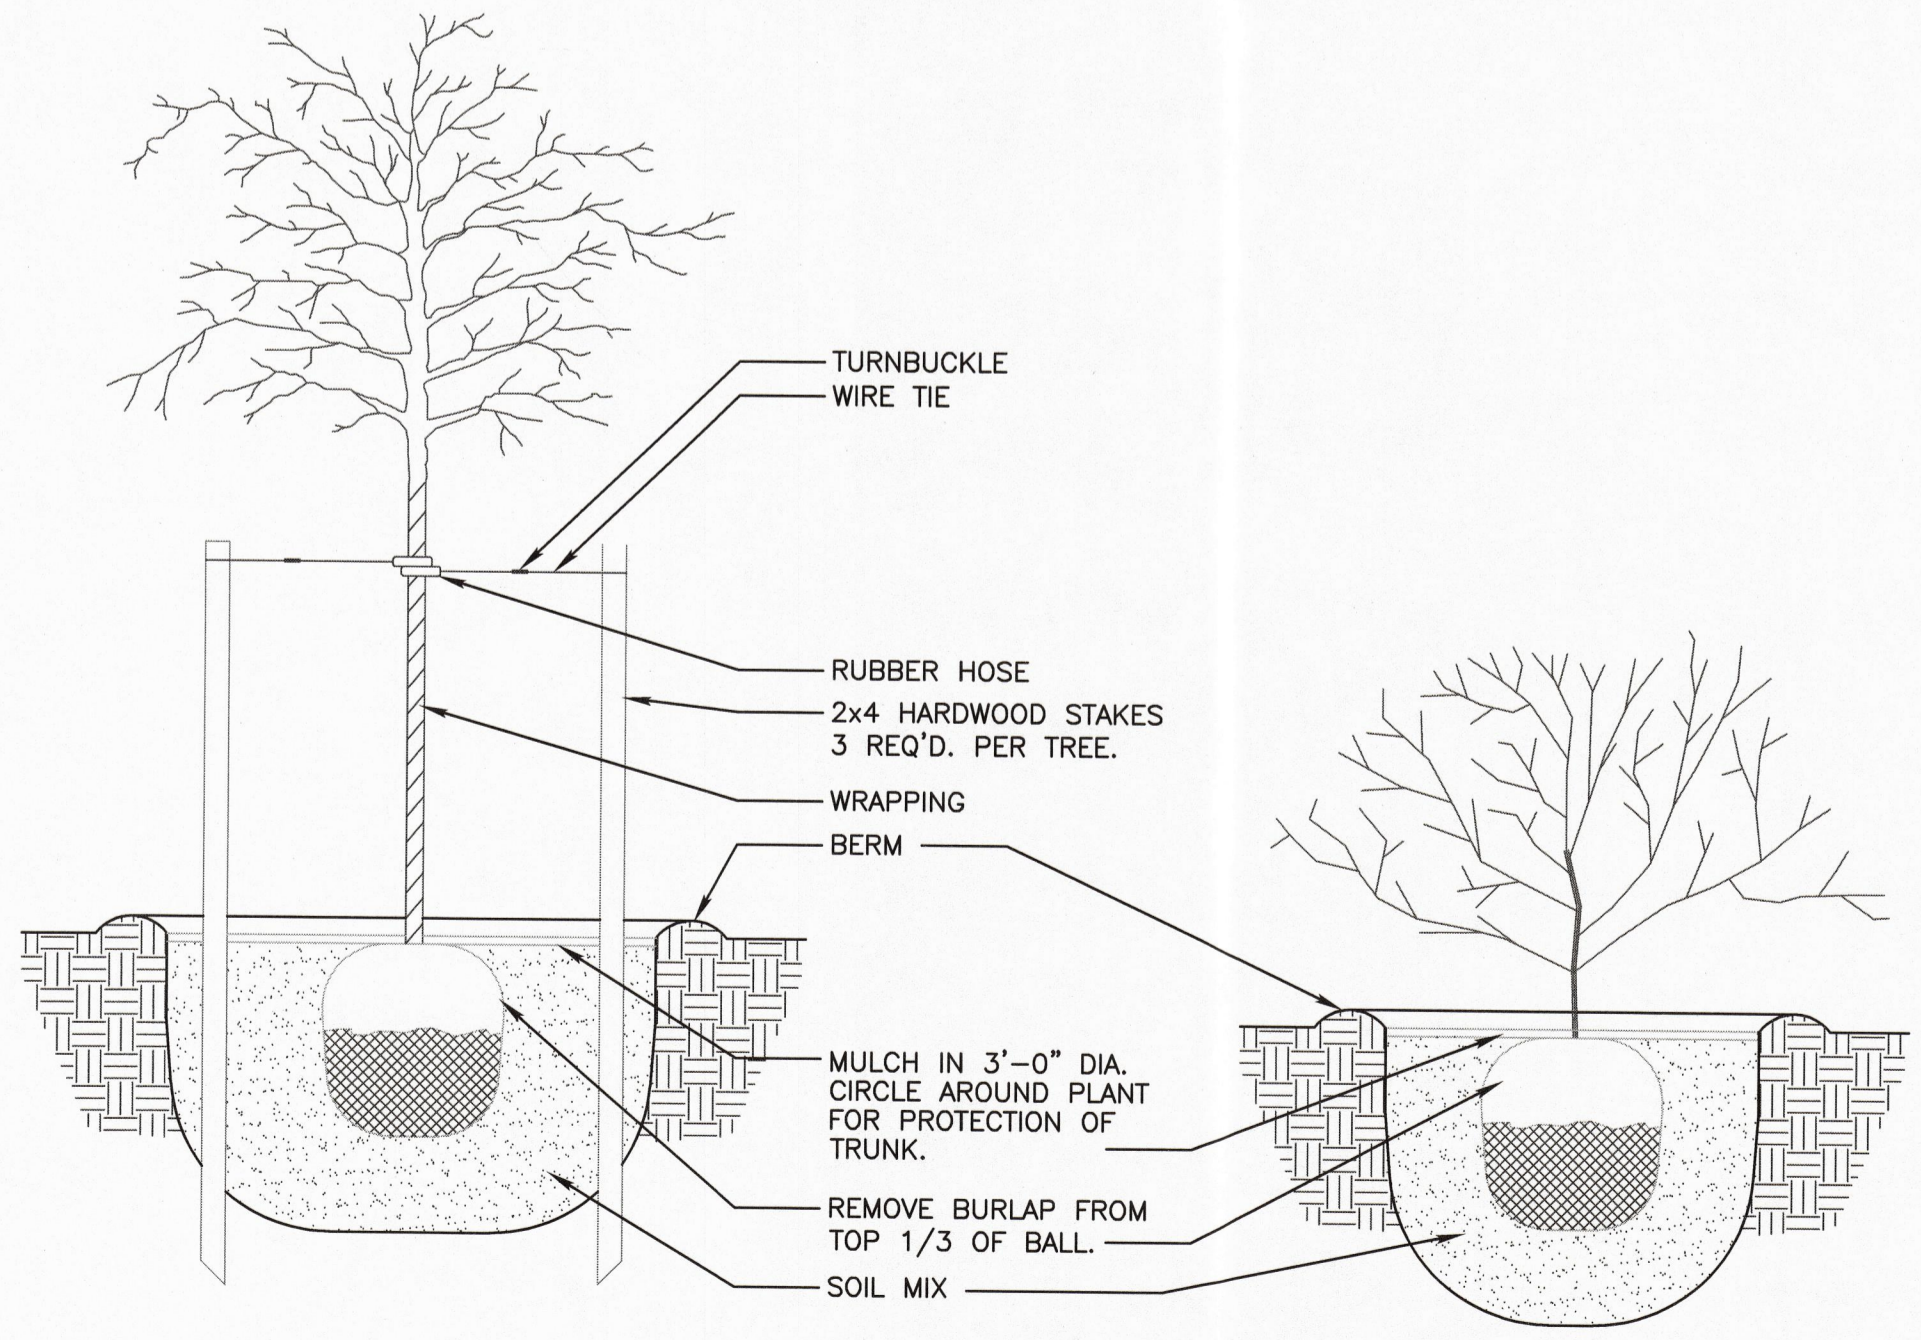 TURNBUCKLE
WIRE TIE
RUBBER HOSE
2x4 HARDWOOD STAKES
3 REQ'D. PER TREE.
WRAPPING
BERM
MULCH IN 3'-0" DIA.
CIRCLE AROUND PLANT
FOR PROTECTION OF
TRUNK.
REMOVE BURLAP FROM
TOP 1/3 OF BALL.
SOIL MIX